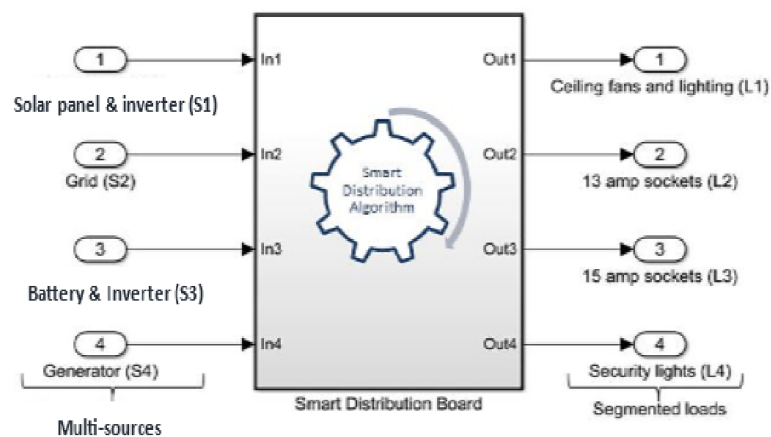 1
Solar panel & inverter (S1)
2
Grid (S2)
3
Battery & Inverter (S3)
4
Generator (S4)
Multi-sources
In1
In2
In3
In4
Smart
Distribution
Algorithm
Out1
Out2
Out3
Out4
Smart Distribution Board
1
Ceiling fans and lighting (L1)
2
13 amp sockets (L2)
3
15 amp sockets (L3)
4
Security lights (L4)
Segmented loads